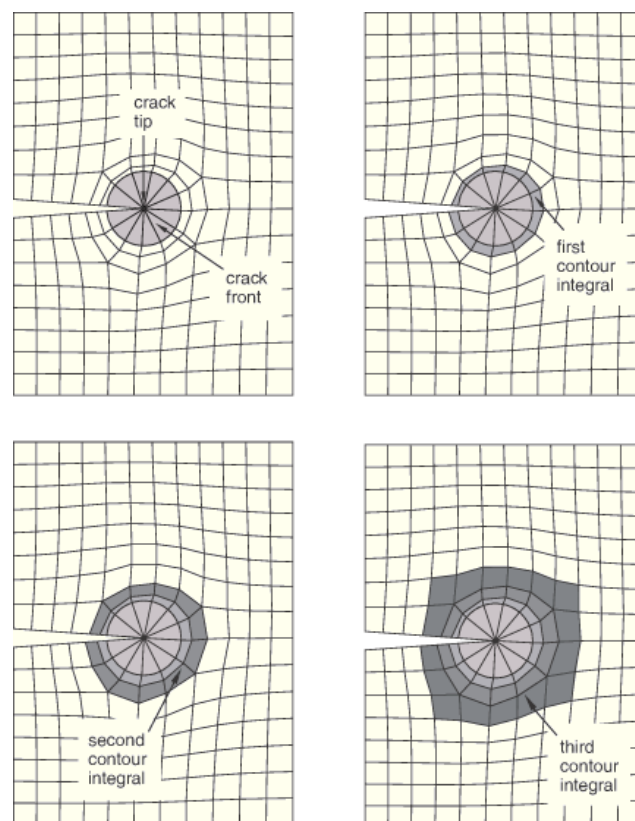 crack
tip
crack
front
first
contour
integral
second
contour
integral
third
contour
integral